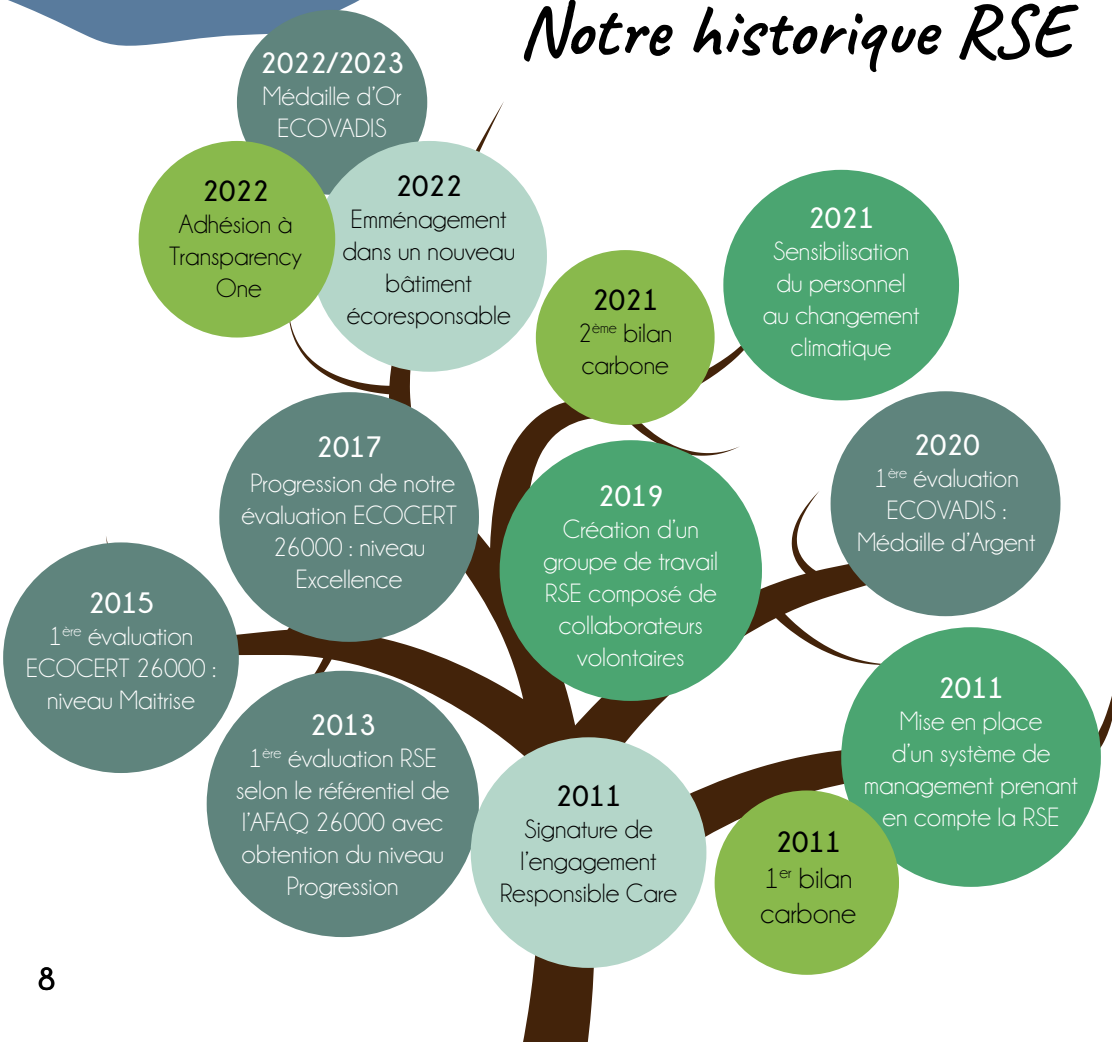 Notre historique RSE
2022/2023
Médaille d'Or
ECOVADIS
2022
Adhésion à
Transparency
One
2022
Emménagement
dans un nouveau
bâtiment
écoresponsable
2021
2ème bilan
carbone
2021
Sensibilisation
du personnel
au changement
climatique
2017
Progression de notre
évaluation ECOCERT
26000 : niveau
Excellence
2019
Création d'un
groupe de travail
RSE composé de
collaborateurs
volontaires
2020
1ère évaluation
ECOVADIS :
Médaille d'Argent
2015
1ère évaluation
ECOCERT 26000 :
niveau Maitrise
2013
1ère évaluation RSE
selon le référentiel de
l'AFAQ 26000 avec
obtention du niveau
Progression
2011
Signature de
l'engagement
Responsible Care
2011
1er bilan
carbone
2011
Mise en place
d'un système de
management prenant
en compte la RSE
8